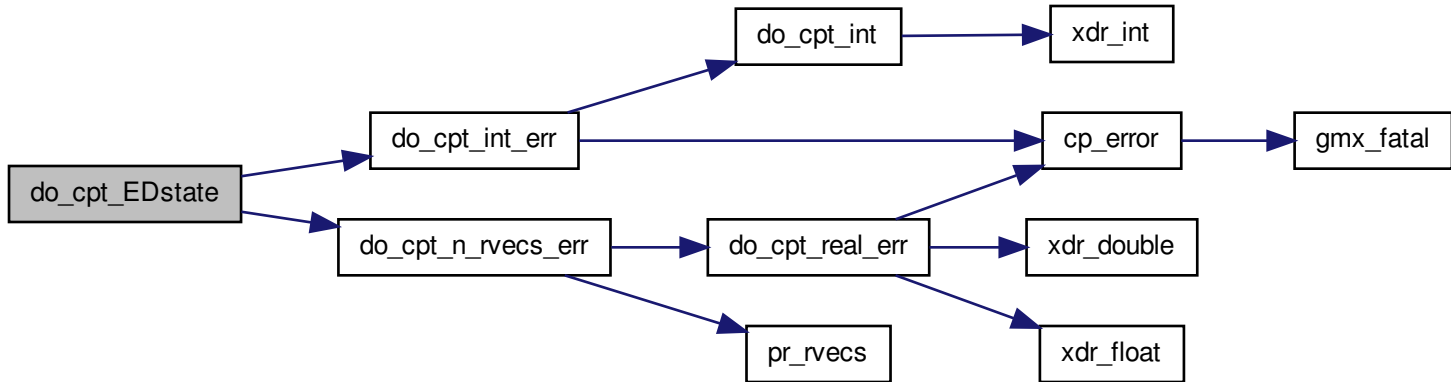 do_cpt_EDstate
do_cpt_int_err
do_cpt_n_rvecs_err
do_cpt_int
do_cpt_real_err
pr_rvecs
xdr_int
cp_error
xdr_double
xdr_float
gmx_fatal